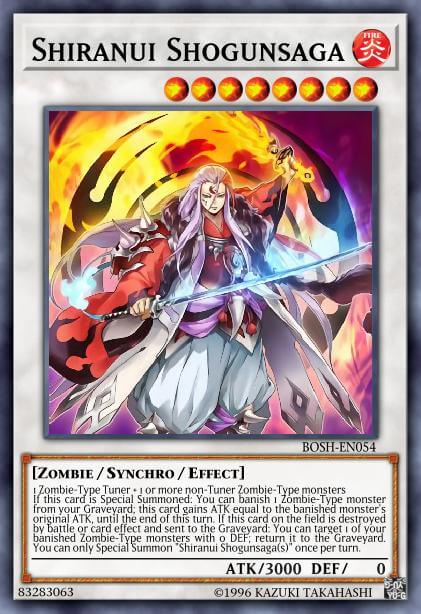 Shiranui Shogunsaga
FIRE
炎
BOSH-EN054
[Zombie / Synchro / Effect]
1 Zombie-Type Tuner + 1 or more non-Tuner Zombie-Type monsters
If this card is Special Summoned: You can banish 1 Zombie-Type monster
from your Graveyard; this card gains ATK equal to the banished monster's
original ATK, until the end of this turn. If this card on the field is destroyed
by battle or card effect and sent to the Graveyard: You can target 1 of your
banished Zombie-Type monsters with 0 DEF; return it to the Graveyard.
You can only Special Summon "Shiranui Shogunsaga(s)" once per turn.
ATK/3000 DEF/ 0
83283063
©1996 KAZUKI TAKAHASHI